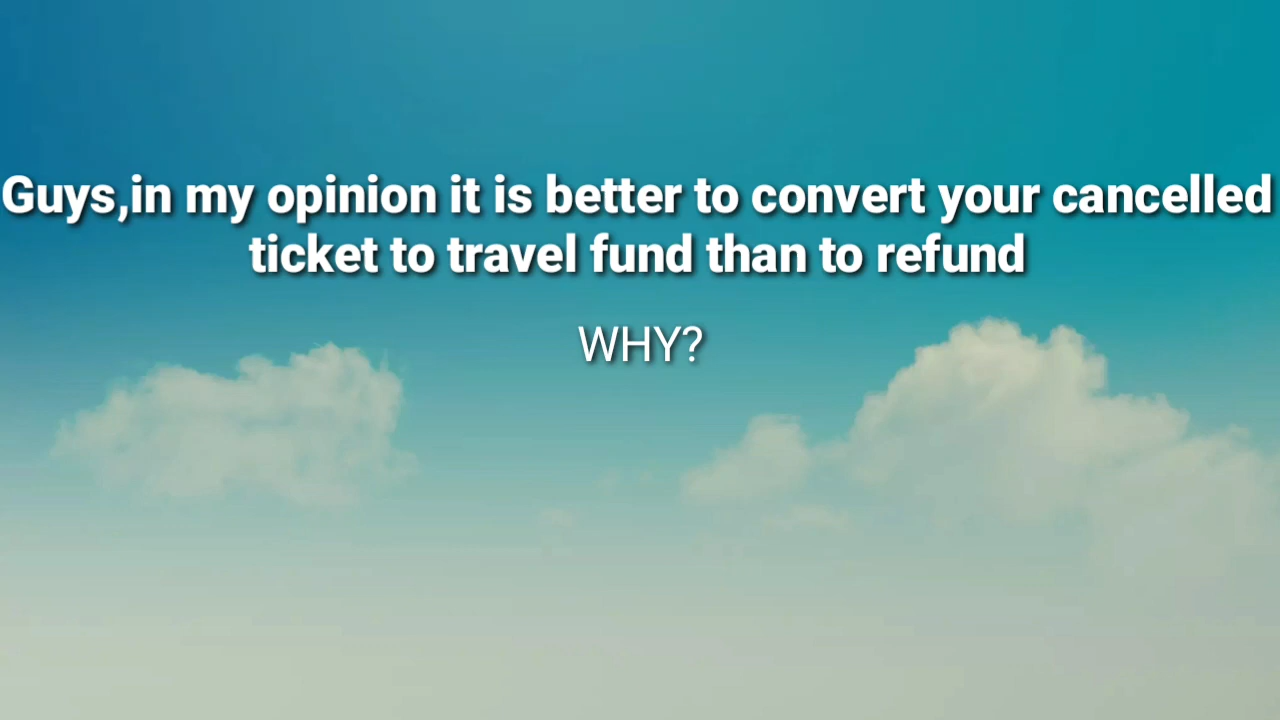 Guys,in my opinion it is better to convert your cancelled
ticket to travel fund than to refund
WHY?